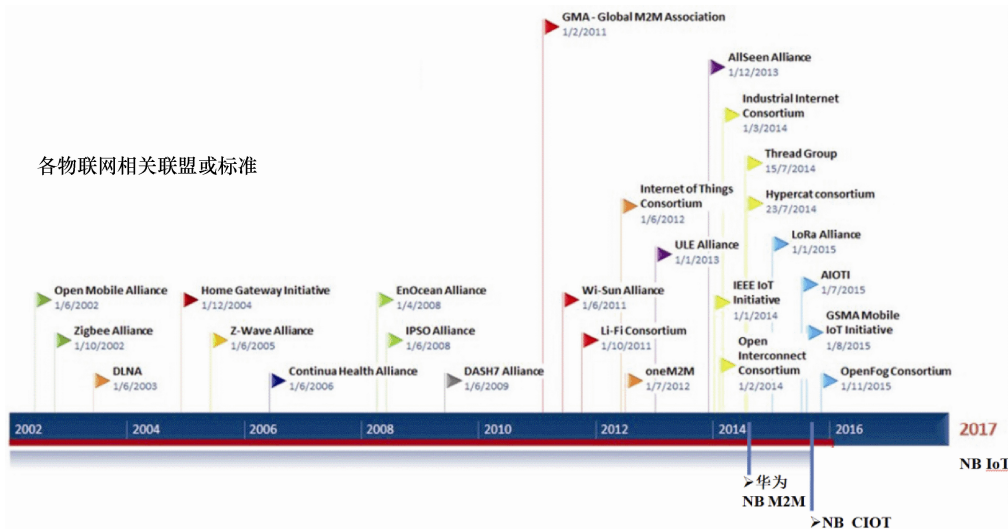 GMA - Global M2M Association
1/2/2011
AllSeen Alliance
1/12/2013
Industrial Internet
Consortium
1/3/2014
各物联网相关联盟或标准
Thread Group
15/7/2014
Internet of Things
Consortium
1/6/2012
Hypercat consortium
23/7/2014
ULE Alliance
1/1/2013
LoRa Alliance
1/1/2015
Open Mobile Alliance
1/6/2002
Home Gateway Initiative
1/12/2004
EnOcean Alliance
1/4/2008
Wi-Sun Alliance
1/6/2011
IEEE IoT
Initiative
1/1/2014
AIOTI
1/7/2015
Zigbee Alliance
1/10/2002
Z-Wave Alliance
1/6/2005
IPSO Alliance
1/6/2008
Li-Fi Consortium
1/10/2011
Open
Interconnect
Consortium
1/2/2014
GSMA Mobile
IoT Initiative
1/8/2015
DLNA
1/6/2003
Continua Health Alliance
1/6/2006
DASH7 Alliance
1/6/2009
oneM2M
1/7/2012
OpenFog Consortium
1/11/2015
2002 2004 2006 2008 2010 2012 2014 2016 2017
NB IoT
➢华为
NB M2M
➢NB CIOT